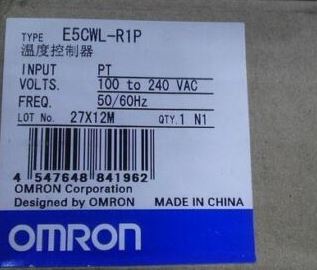 TYPE E5CWL-R1P
温度控制器
INPUT PT
VOLTS. 100 to 240 VAC
FREQ. 50/60Hz
LOT No. 27X12M QTY.1 N1
4 547648 841962
OMRON Corporation
Designed by OMRON MADE IN CHINA
OMRON